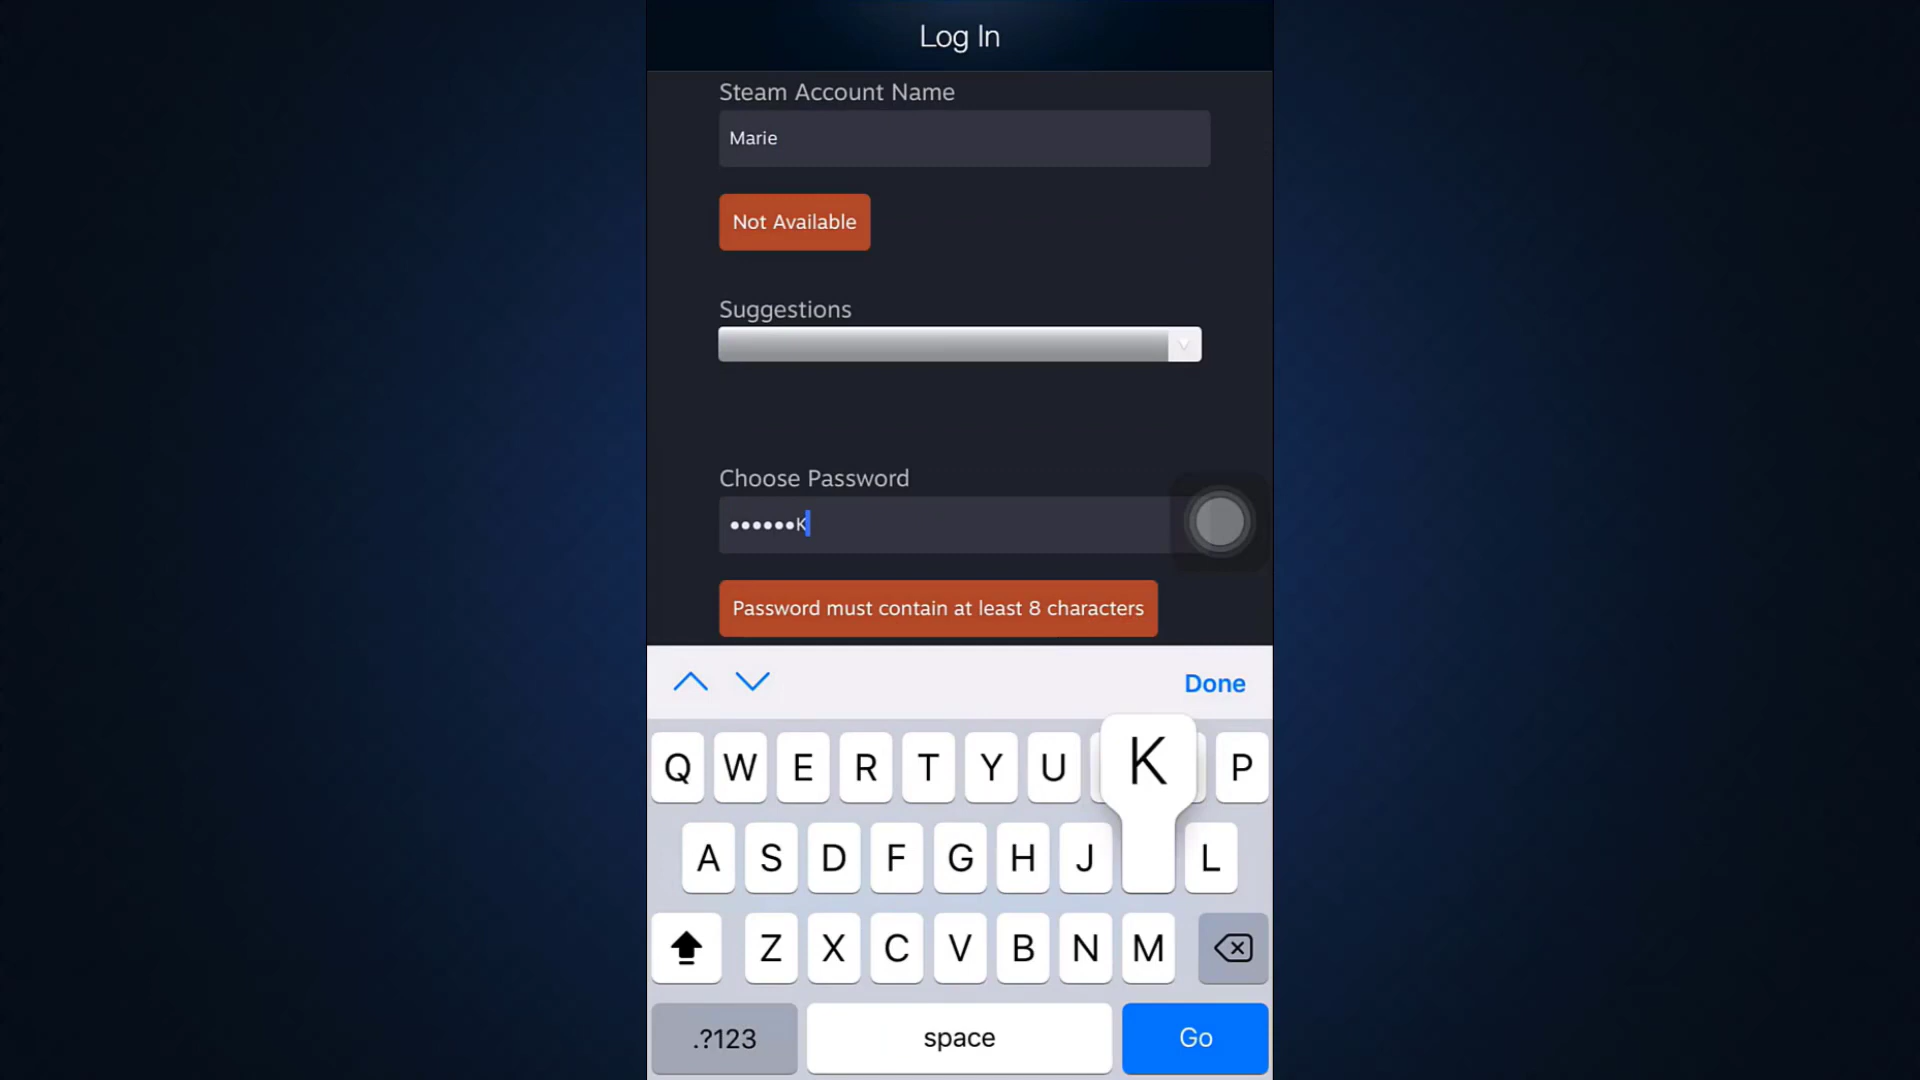 Log In
Steam Account Name
Marie
Not Available
Suggestions
Choose Password
••••••K
Password must contain at least 8 characters
Done
Q W E R T Y U K P
A S D F G H J L
Z X C V B N M
.?123 space Go